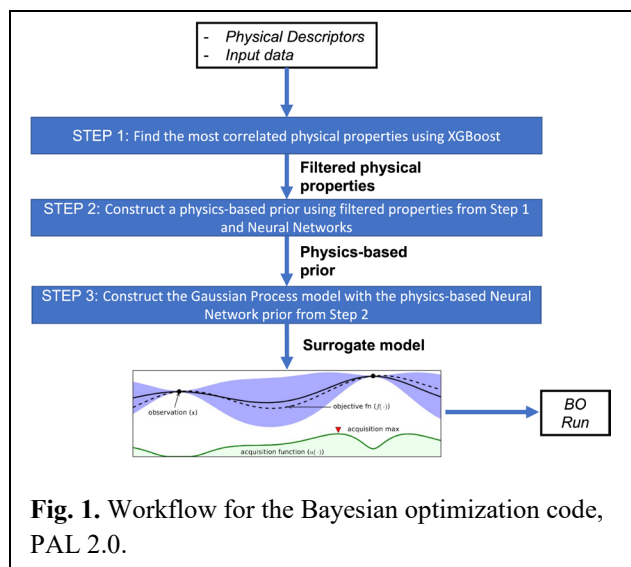 - Physical Descriptors
- Input data
STEP 1: Find the most correlated physical properties using XGBoost
Filtered physical
properties
STEP 2: Construct a physics-based prior using filtered properties from Step 1
and Neural Networks
Physics-based
prior
STEP 3: Construct the Gaussian Process model with the physics-based Neural
Network prior from Step 2
Surrogate model
observation (x)
objective fn (f(·))
acquisition max
acquisition function (u(·))
BO
Run
Fig. 1. Workflow for the Bayesian optimization code,
PAL 2.0.